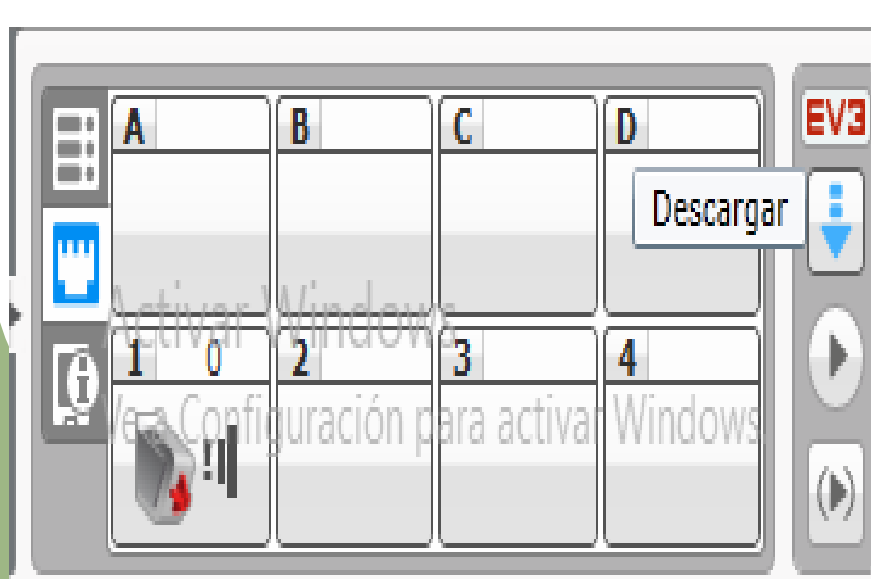 A B C D EV3
Descargar
Activar Windows
1 0 2 3 4
Ve a Configuración para activar Windows.